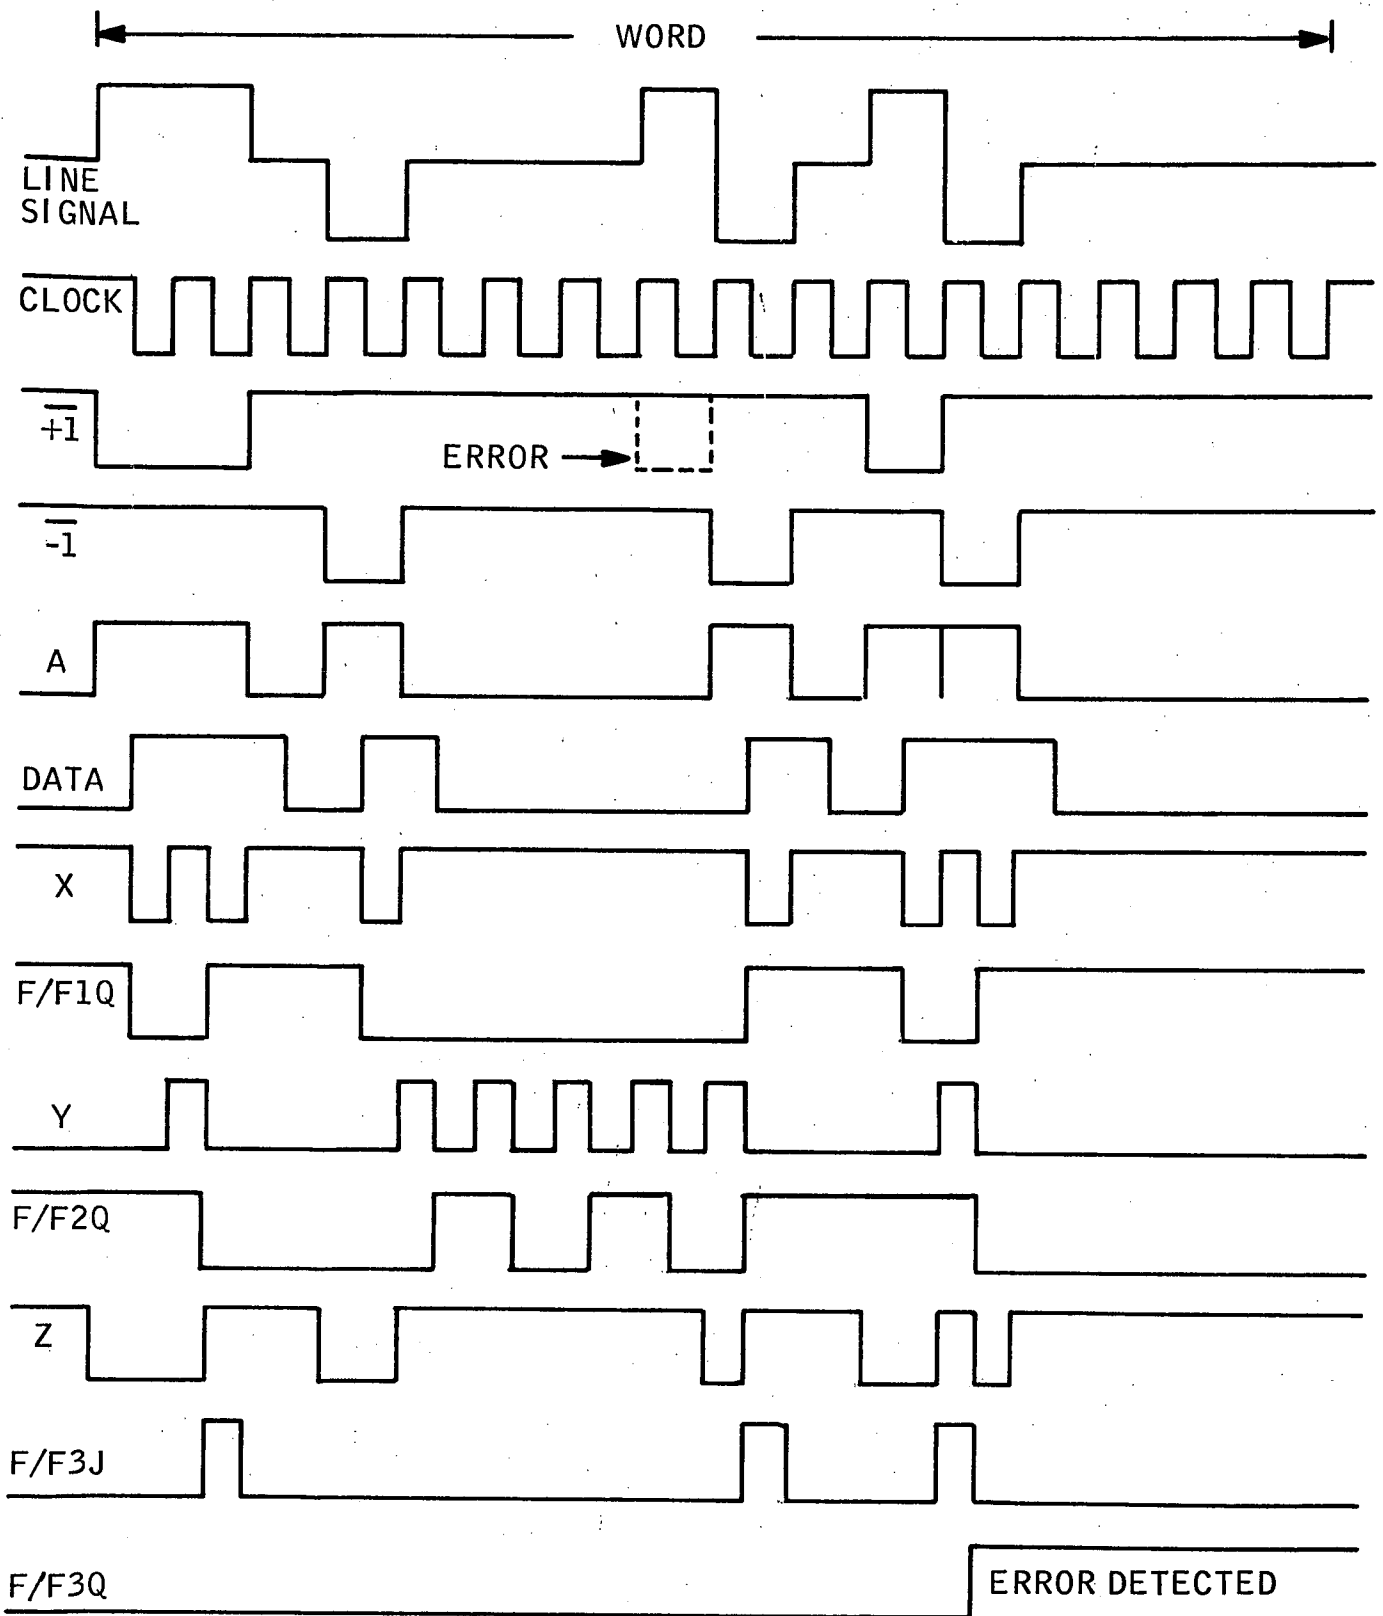 WORD
LINE
SIGNAL
CLOCK
+1
ERROR
-1
A
DATA
X
F/F1Q
Y
F/F2Q
Z
F/F3J
F/F3Q
ERROR DETECTED